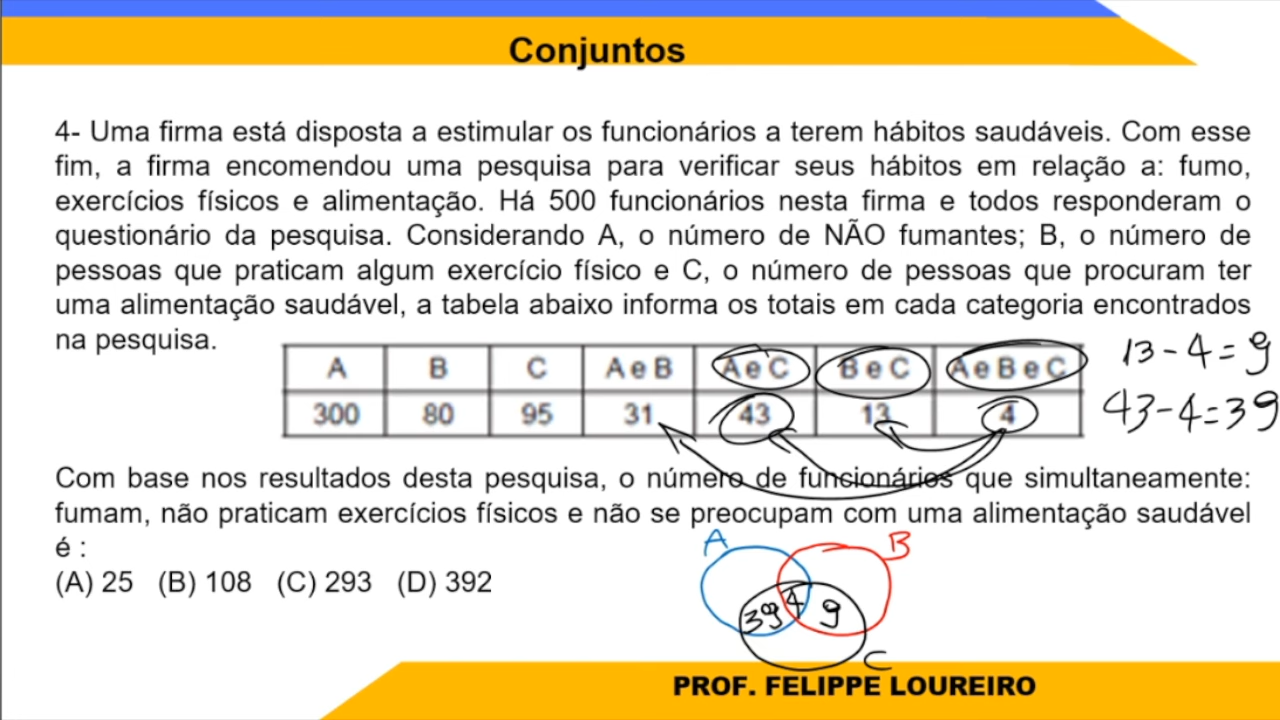 Conjuntos
4- Uma firma está disposta a estimular os funcionários a terem hábitos saudáveis. Com esse
fim, a firma encomendou uma pesquisa para verificar seus hábitos em relação a: fumo,
exercícios físicos e alimentação. Há 500 funcionários nesta firma e todos responderam o
questionário da pesquisa. Considerando A, o número de NÃO fumantes; B, o número de
pessoas que praticam algum exercício físico e C, o número de pessoas que procuram ter
uma alimentação saudável, a tabela abaixo informa os totais em cada categoria encontrados
na pesquisa.
A B C A e B A e C B e C A e B e C
300 80 95 31 43 13 4
13-4=9
43-4=39
Com base nos resultados desta pesquisa, o número de funcionários que simultaneamente:
fumam, não praticam exercícios físicos e não se preocupam com uma alimentação saudável
é :
(A) 25 (B) 108 (C) 293 (D) 392
A B
39 4 9
C
PROF. FELIPPE LOUREIRO